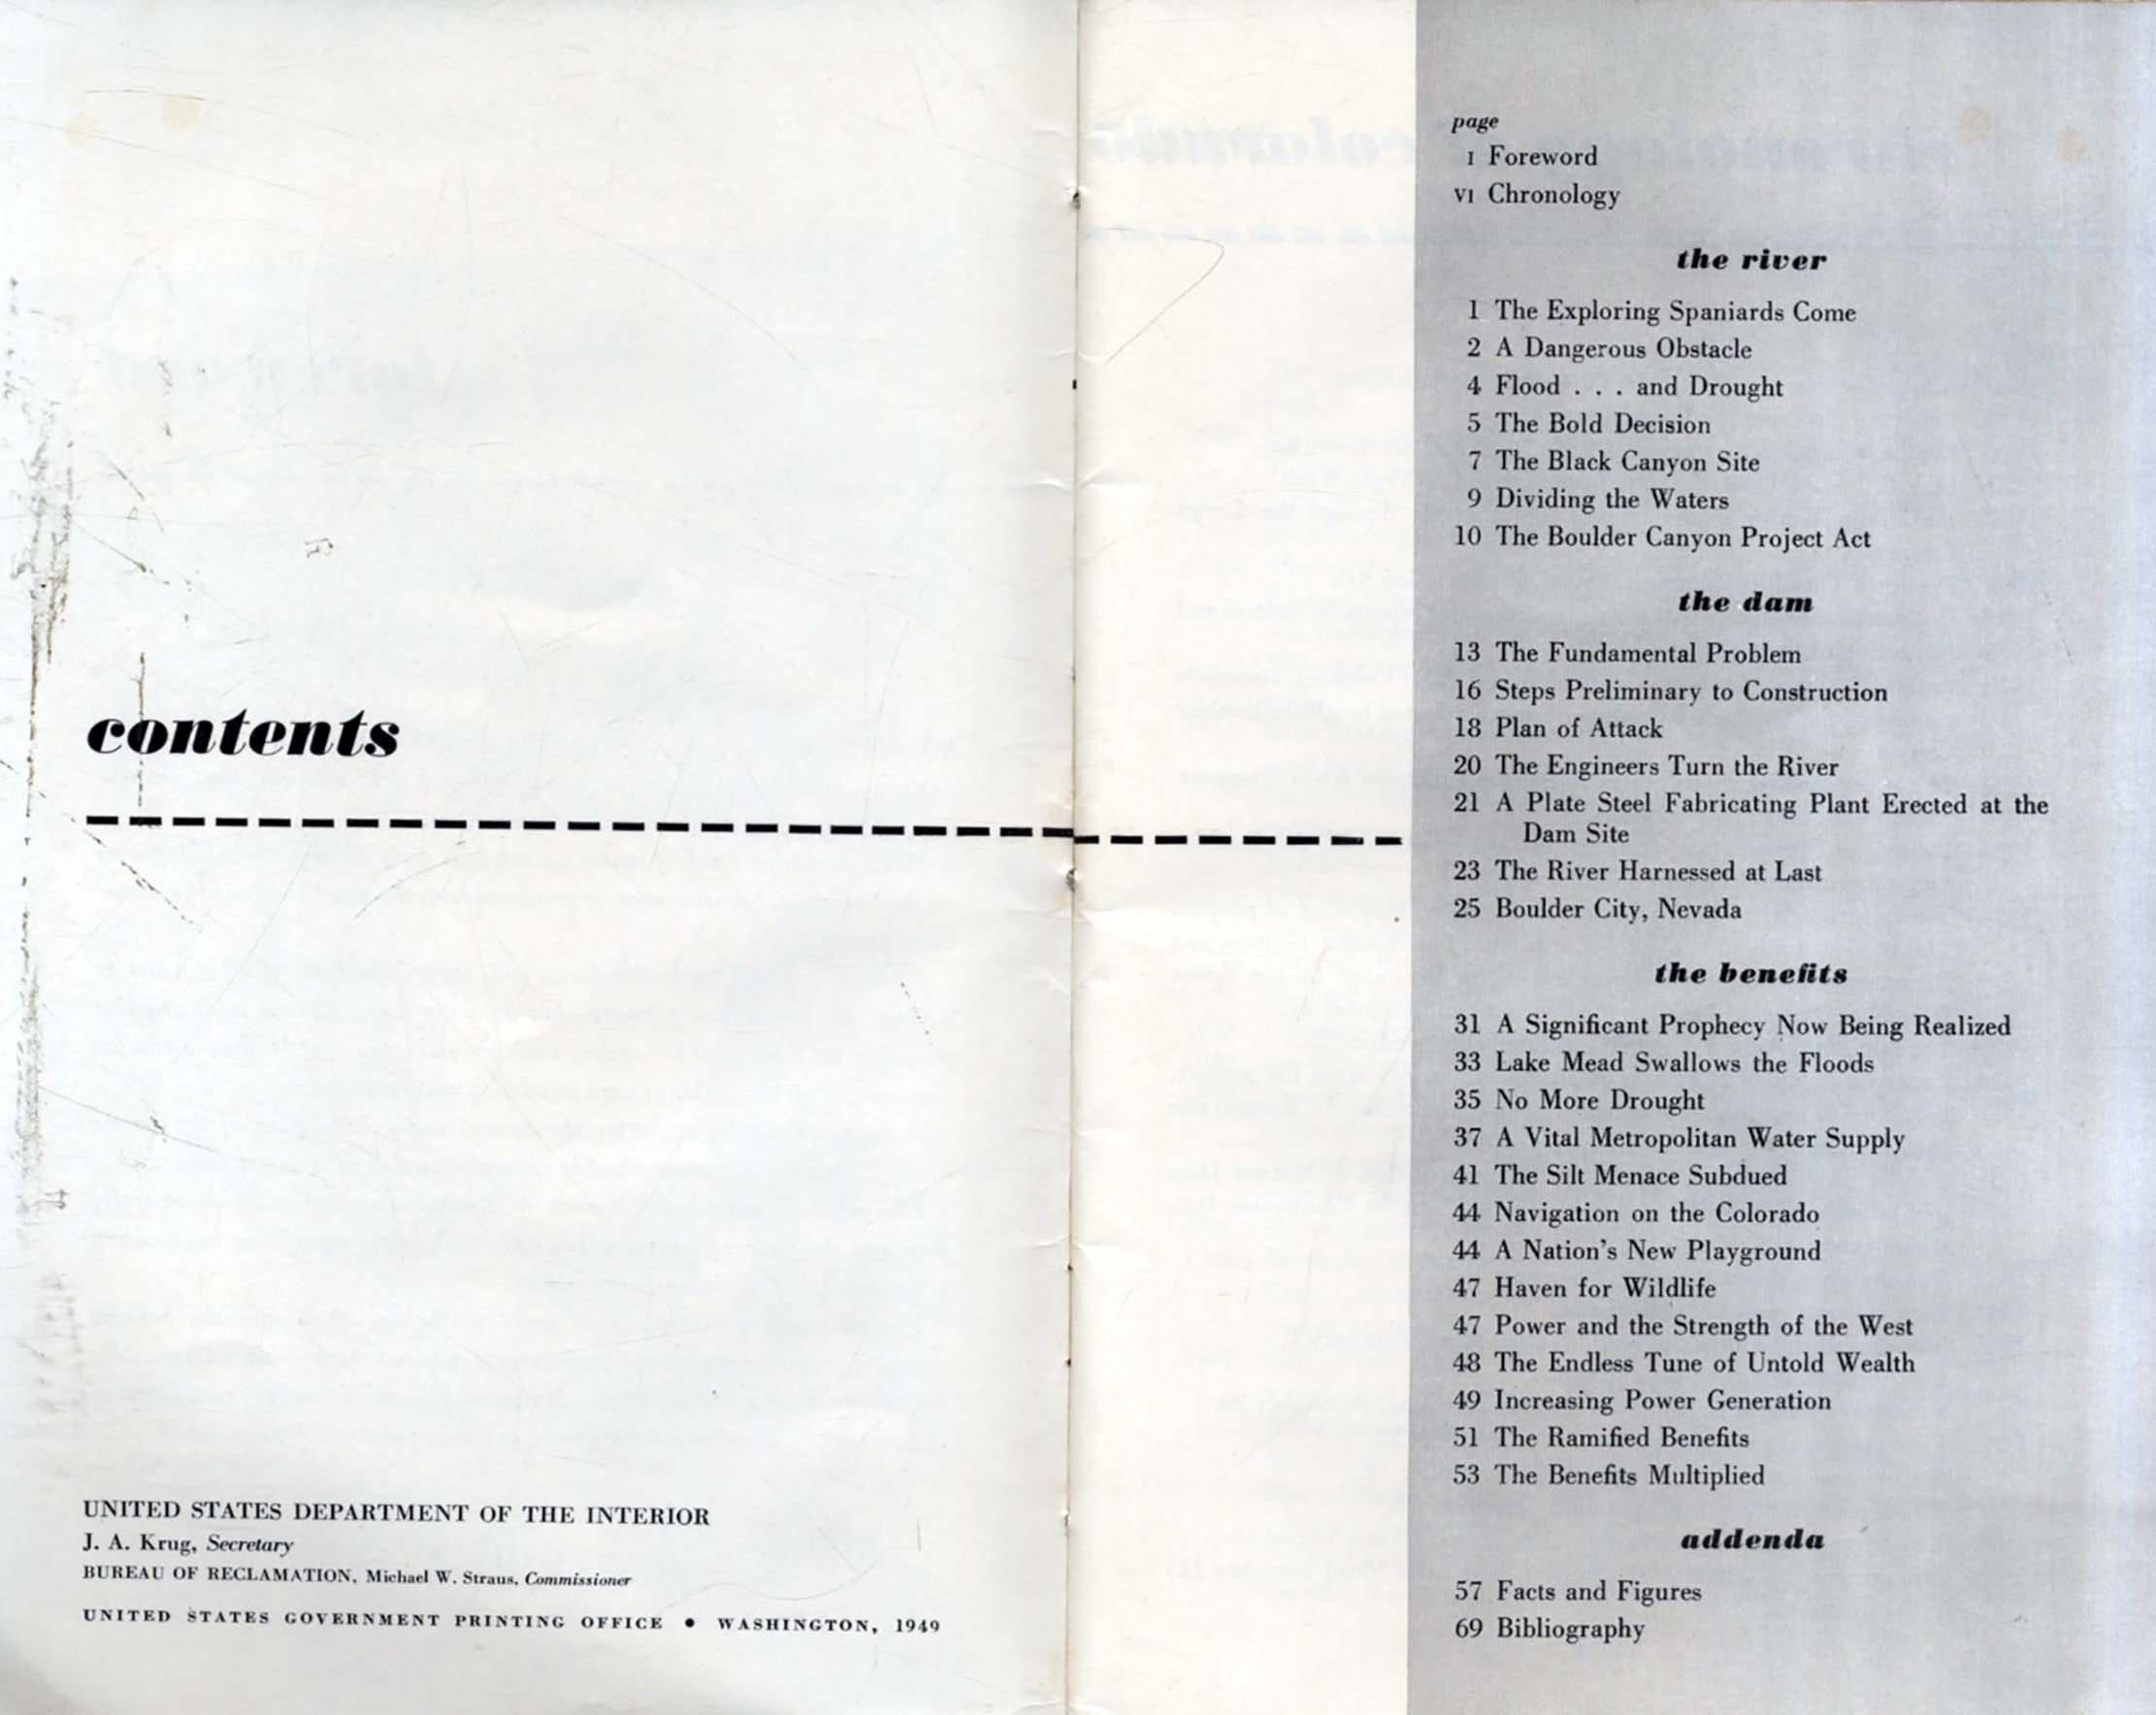 contents
UNITED STATES DEPARTMENT OF THE INTERIOR
J. A. Krug, Secretary
BUREAU OF RECLAMATION, Michael W. Straus, Commissioner
UNITED STATES GOVERNMENT PRINTING OFFICE • WASHINGTON, 1949
page
I Foreword
VI Chronology
the river
1 The Exploring Spaniards Come
2 A Dangerous Obstacle
4 Flood . . . and Drought
5 The Bold Decision
7 The Black Canyon Site
9 Dividing the Waters
10 The Boulder Canyon Project Act
the dam
13 The Fundamental Problem
16 Steps Preliminary to Construction
18 Plan of Attack
20 The Engineers Turn the River
21 A Plate Steel Fabricating Plant Erected at the
Dam Site
23 The River Harnessed at Last
25 Boulder City, Nevada
the benefits
31 A Significant Prophecy Now Being Realized
33 Lake Mead Swallows the Floods
35 No More Drought
37 A Vital Metropolitan Water Supply
41 The Silt Menace Subdued
44 Navigation on the Colorado
44 A Nation's New Playground
47 Haven for Wildlife
47 Power and the Strength of the West
48 The Endless Tune of Untold Wealth
49 Increasing Power Generation
51 The Ramified Benefits
53 The Benefits Multiplied
addenda
57 Facts and Figures
69 Bibliography